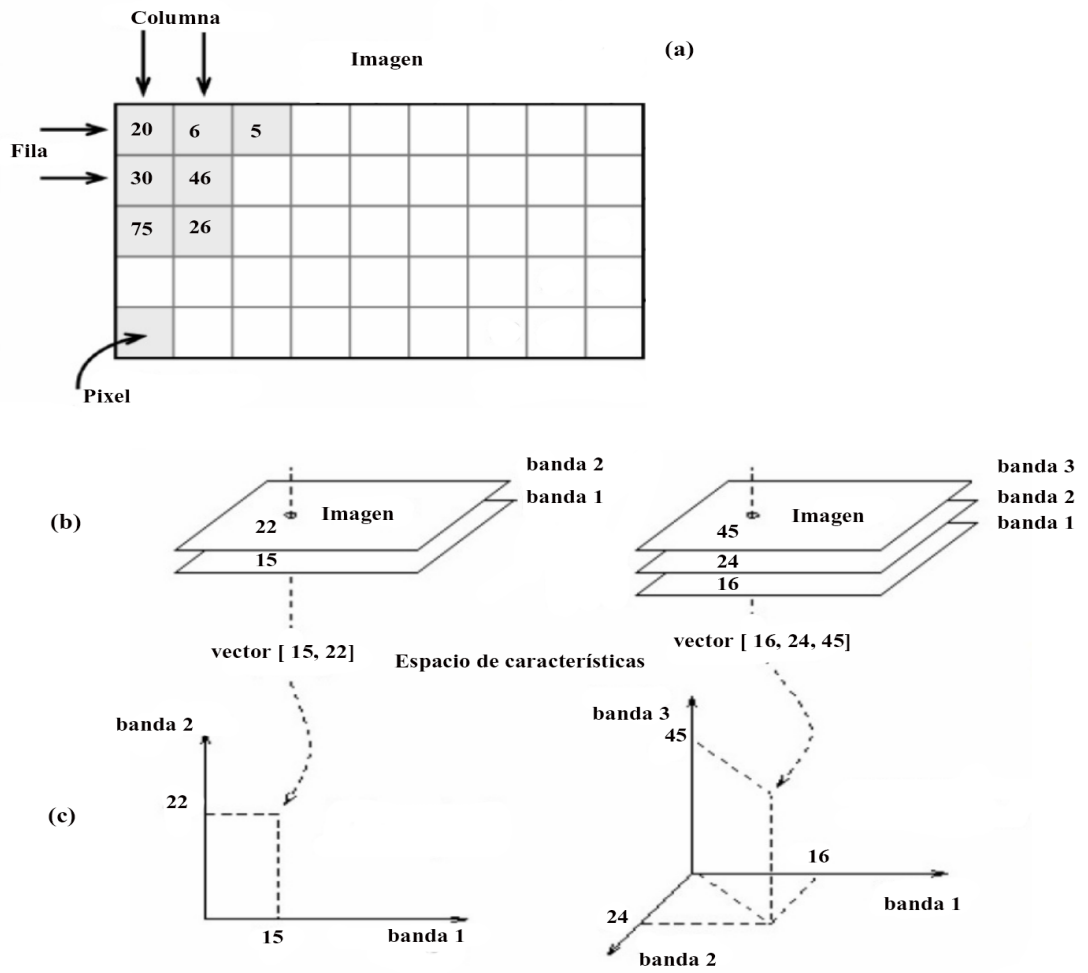 Columna
Imagen
(a)
20 6 5
Fila
30 46
75 26
Pixel
banda 2
banda 1
(b)
22
Imagen
15
vector [ 15, 22]
banda 3
banda 2
banda 1
45
Imagen
24
16
vector [ 16, 24, 45]
Espacio de característícas
(c)
banda 2
22
15
banda 1
banda 3
45
16
banda 1
24
banda 2